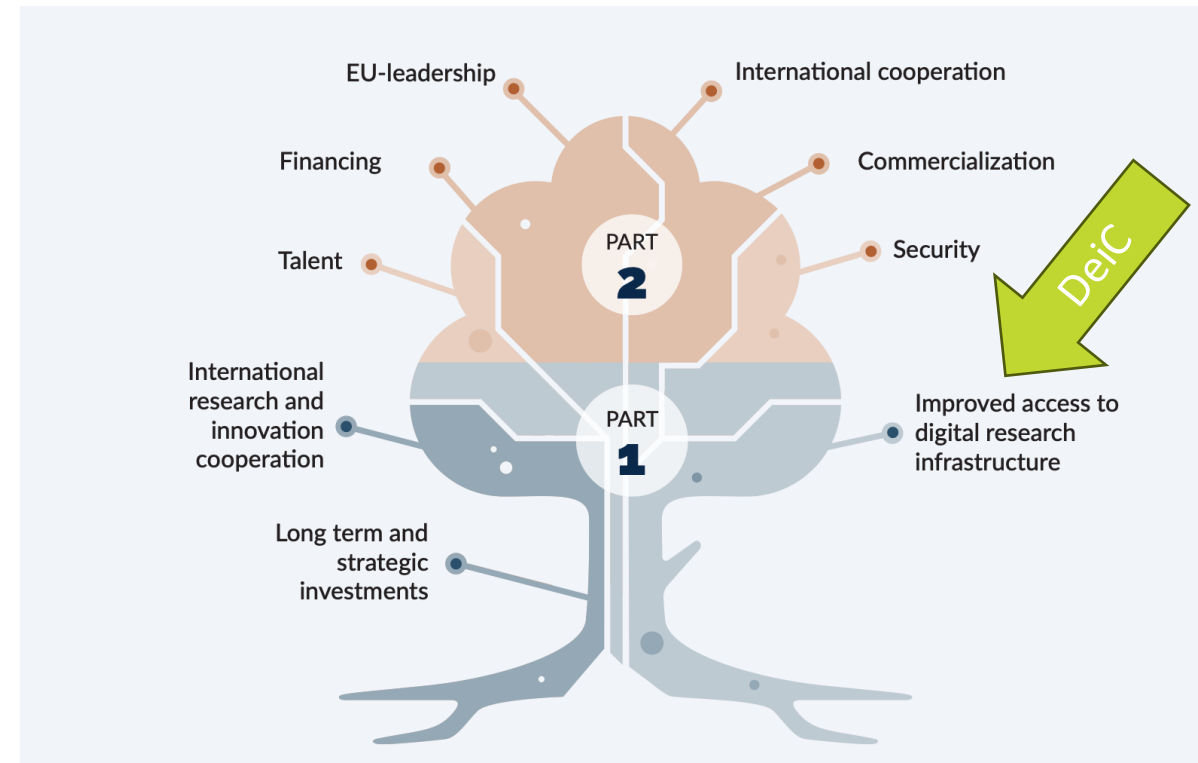 EU-leadership
International cooperation
Financing
Commercialization
Talent
Security
PART
2
DeiC
International
research and
innovation
cooperation
PART
1
Improved access to
digital research
infrastructure
Long term and
strategic
investments